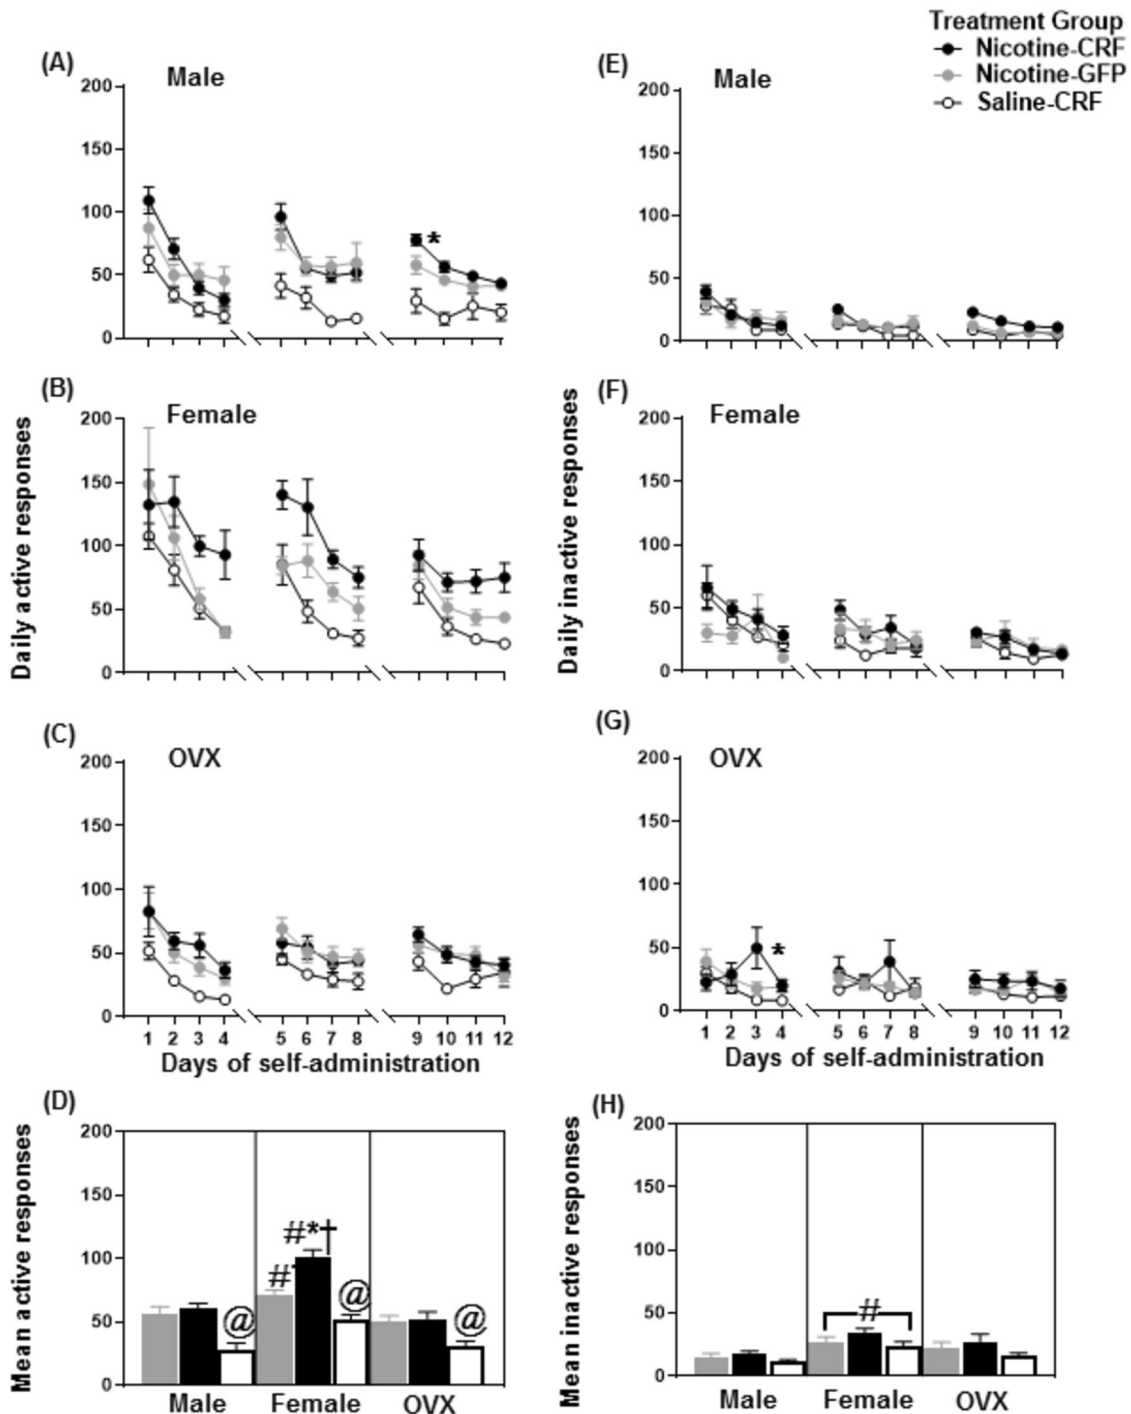 Treatment Group
Nicotine-CRF
Nicotine-GFP
Saline-CRF
(A)
Male
200
150
100
50
0
*
(E)
Male
200
150
100
50
0
(B)
Female
200
150
100
50
0
Daily active responses
(F)
Female
200
150
100
50
0
Daily inactive responses
(C)
OVX
200
150
100
50
0
1 2 3 4 5 6 7 8 9 10 11 12
Days of self-administration
(G)
OVX
200
150
100
50
0
*
1 2 3 4 5 6 7 8 9 10 11 12
Days of self-administration
(D)
200
150
100
50
0
Mean active responses
#*†
#
@ @ @
Male Female OVX
(H)
200
150
100
50
0
Mean inactive responses
#
Male Female OVX